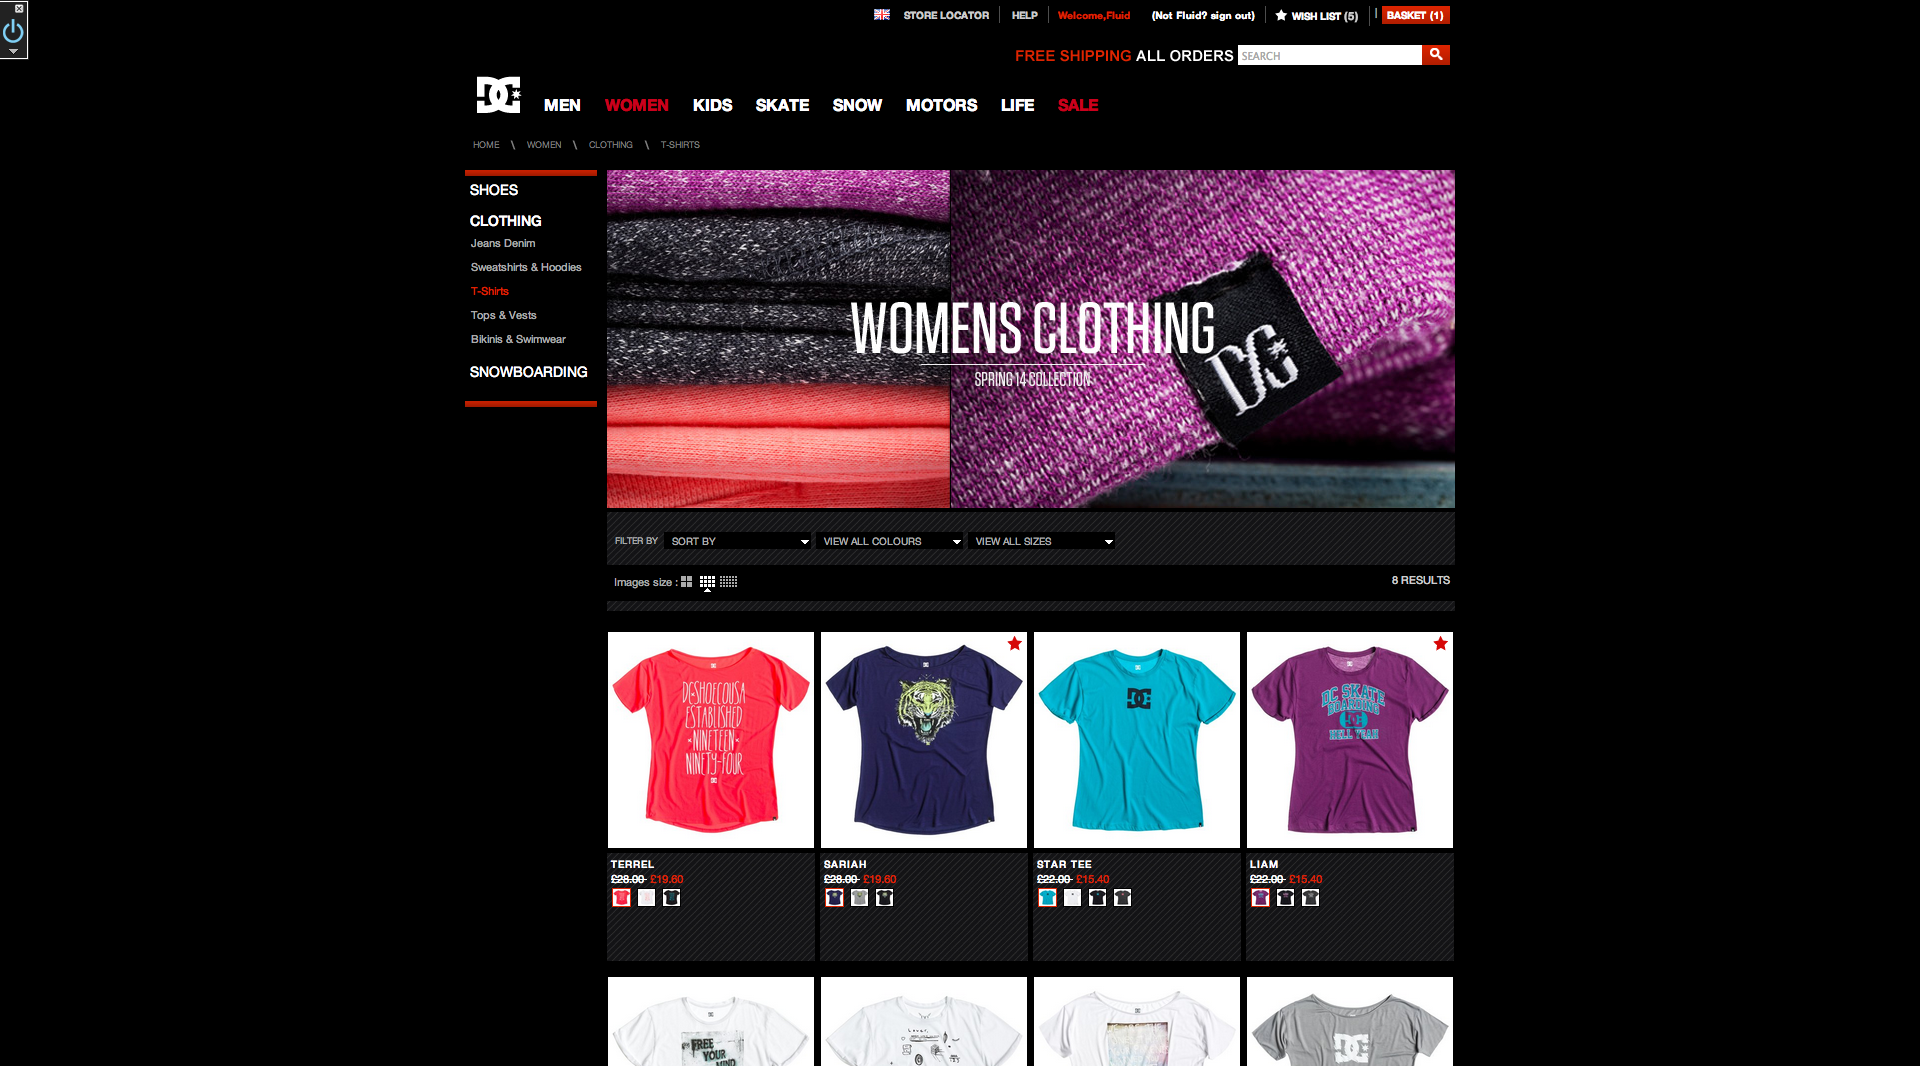 STORE LOCATOR
HELP
Welcome,Fluid
(Not Fluid? sign out)
WISH LIST (5)
BASKET (1)
FREE SHIPPING ALL ORDERS
SEARCH
MEN
WOMEN
KIDS
SKATE
SNOW
MOTORS
LIFE
SALE
HOME \ WOMEN \ CLOTHING \ T-SHIRTS
SHOES
CLOTHING
Jeans Denim
Sweatshirts & Hoodies
T-Shirts
Tops & Vests
Bikinis & Swimwear
SNOWBOARDING
WOMENS CLOTHING
SPRING 14 COLLECTION
DC
FILTER BY
SORT BY
VIEW ALL COLOURS
VIEW ALL SIZES
Images size :
8 RESULTS
DCSHOECOUSA
ESTABLISHED
NINETEEN
NINETY-FOUR
DC SKATE
BOARDING
HELL YEAH
TERREL
£28.00 £19.60
SARIAH
£28.00 £19.60
STAR TEE
£22.00 £15.40
LIAM
£22.00 £15.40
FREE
YOUR
MIND